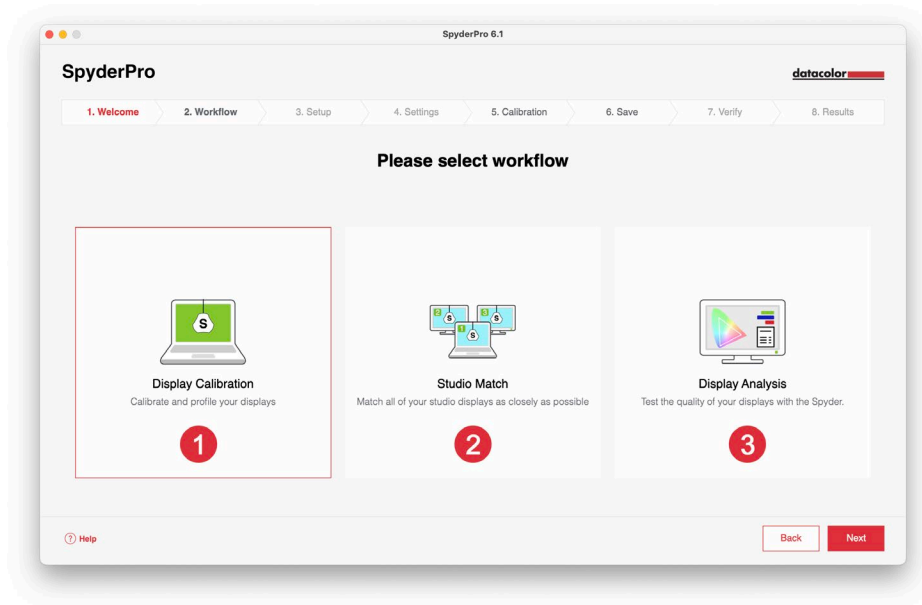 SpyderPro 6.1
SpyderPro
datacolor
1. Welcome
2. Workflow
3. Setup
4. Settings
5. Calibration
6. Save
7. Verify
8. Results
Please select workflow
S
Display Calibration
Calibrate and profile your displays
1
2 S
3 S
1 S
Studio Match
Match all of your studio displays as closely as possible
2
Display Analysis
Test the quality of your displays with the Spyder.
3
? Help
Back
Next